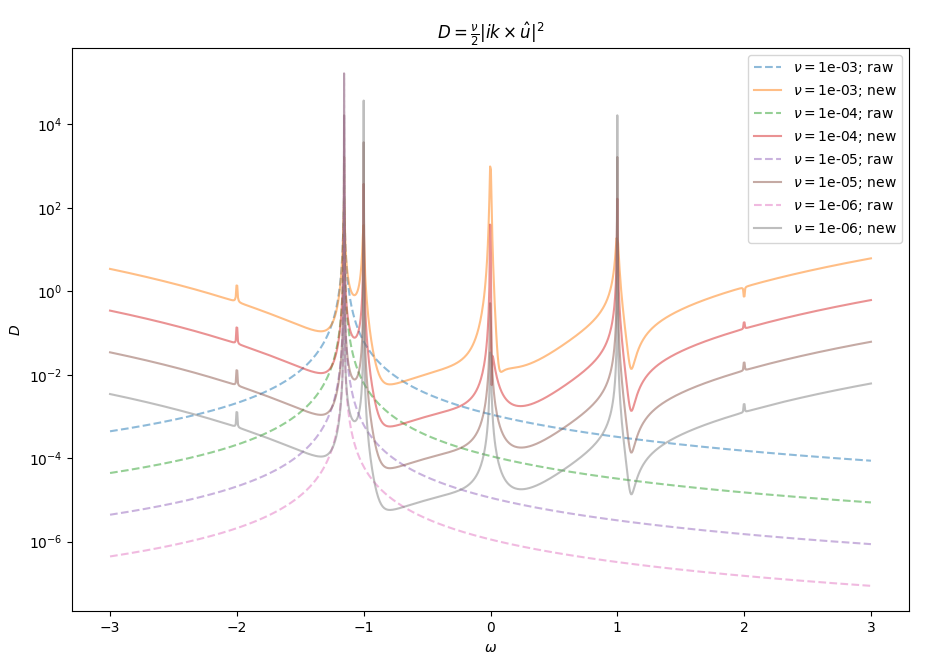 D = ν/2 |ik × û|²
ν = 1e-03; raw
ν = 1e-03; new
ν = 1e-04; raw
ν = 1e-04; new
ν = 1e-05; raw
ν = 1e-05; new
ν = 1e-06; raw
ν = 1e-06; new
10⁴
10²
10⁰
10⁻²
10⁻⁴
10⁻⁶
D
−3 −2 −1 0 1 2 3
ω